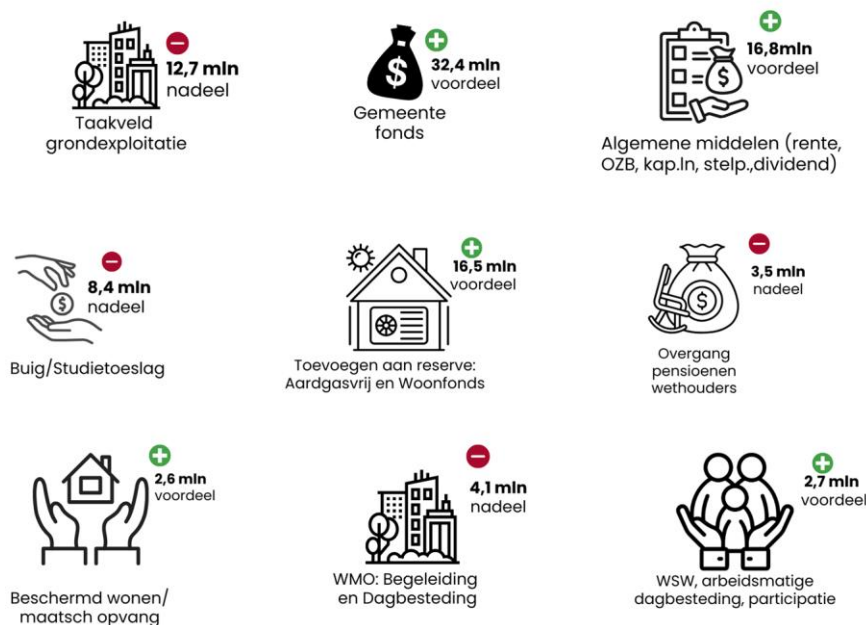 12,7 mln
nadeel
Taakveld
grondexploitatie
32,4 mln
voordeel
Gemeente
fonds
16,8mln
voordeel
Algemene middelen (rente,
OZB, kap.ln, stelp.,dividend)
8,4 mln
nadeel
Buig/Studietoeslag
16,5 mln
voordeel
Toevoegen aan reserve:
Aardgasvrij en Woonfonds
3,5 mln
nadeel
Overgang
pensioenen
wethouders
2,6 mln
voordeel
Beschermd wonen/
maatsch opvang
4,1 mln
nadeel
WMO: Begeleiding
en Dagbesteding
2,7 mln
voordeel
WSW, arbeidsmatige
dagbesteding, participatie